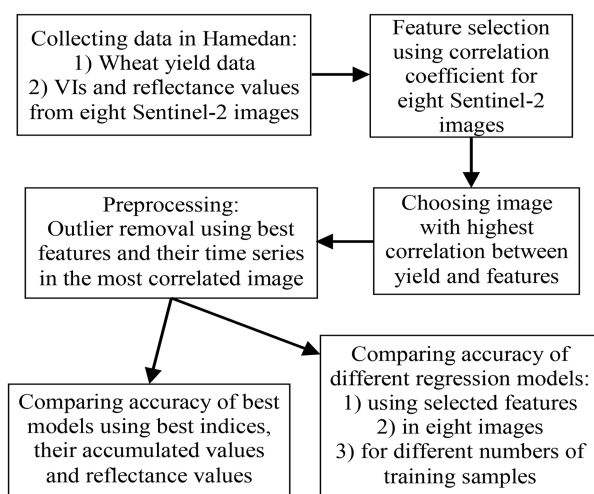 Collecting data in Hamedan:
1) Wheat yield data
2) VIs and reflectance values
from eight Sentinel-2 images
Feature selection
using correlation
coefficient for
eight Sentinel-2
images
Choosing image
with highest
correlation between
yield and features
Preprocessing:
Outlier removal using best
features and their time series
in the most correlated image
Comparing accuracy of best
models using best indices,
their accumulated values
and reflectance values
Comparing accuracy of
different regression models:
1) using selected features
2) in eight images
3) for different numbers of
training samples